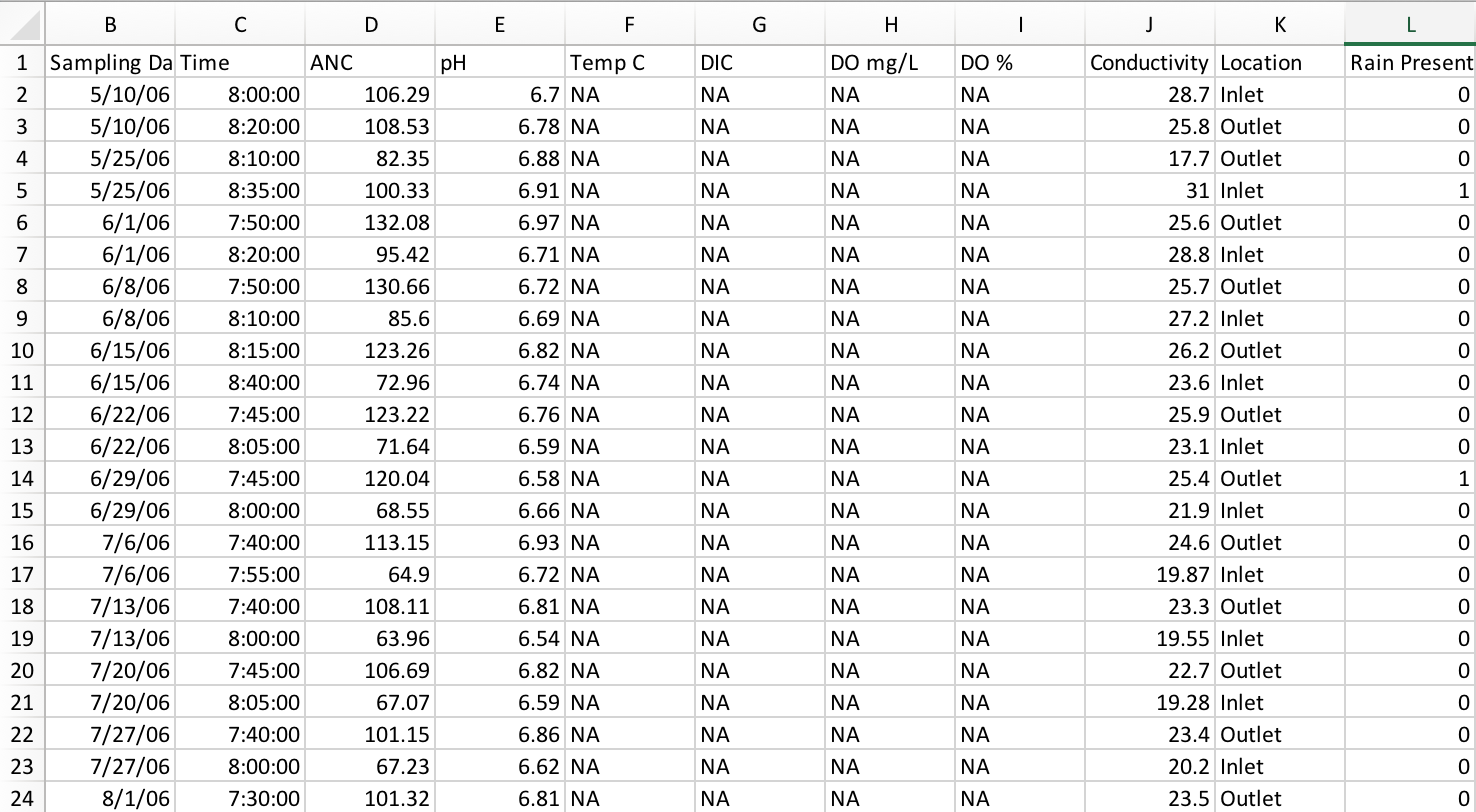 B C D E F G H I J K L
1 Sampling Da Time ANC pH Temp C DIC DO mg/L DO % Conductivity Location Rain Present
2 5/10/06 8:00:00 106.29 6.7 NA NA NA NA 28.7 Inlet 0
3 5/10/06 8:20:00 108.53 6.78 NA NA NA NA 25.8 Outlet 0
4 5/25/06 8:10:00 82.35 6.88 NA NA NA NA 17.7 Outlet 0
5 5/25/06 8:35:00 100.33 6.91 NA NA NA NA 31 Inlet 1
6 6/1/06 7:50:00 132.08 6.97 NA NA NA NA 25.6 Outlet 0
7 6/1/06 8:20:00 95.42 6.71 NA NA NA NA 28.8 Inlet 0
8 6/8/06 7:50:00 130.66 6.72 NA NA NA NA 25.7 Outlet 0
9 6/8/06 8:10:00 85.6 6.69 NA NA NA NA 27.2 Inlet 0
10 6/15/06 8:15:00 123.26 6.82 NA NA NA NA 26.2 Outlet 0
11 6/15/06 8:40:00 72.96 6.74 NA NA NA NA 23.6 Inlet 0
12 6/22/06 7:45:00 123.22 6.76 NA NA NA NA 25.9 Outlet 0
13 6/22/06 8:05:00 71.64 6.59 NA NA NA NA 23.1 Inlet 0
14 6/29/06 7:45:00 120.04 6.58 NA NA NA NA 25.4 Outlet 1
15 6/29/06 8:00:00 68.55 6.66 NA NA NA NA 21.9 Inlet 0
16 7/6/06 7:40:00 113.15 6.93 NA NA NA NA 24.6 Outlet 0
17 7/6/06 7:55:00 64.9 6.72 NA NA NA NA 19.87 Inlet 0
18 7/13/06 7:40:00 108.11 6.81 NA NA NA NA 23.3 Outlet 0
19 7/13/06 8:00:00 63.96 6.54 NA NA NA NA 19.55 Inlet 0
20 7/20/06 7:45:00 106.69 6.82 NA NA NA NA 22.7 Outlet 0
21 7/20/06 8:05:00 67.07 6.59 NA NA NA NA 19.28 Inlet 0
22 7/27/06 7:40:00 101.15 6.86 NA NA NA NA 23.4 Outlet 0
23 7/27/06 8:00:00 67.23 6.62 NA NA NA NA 20.2 Inlet 0
24 8/1/06 7:30:00 101.32 6.81 NA NA NA NA 23.5 Outlet 0